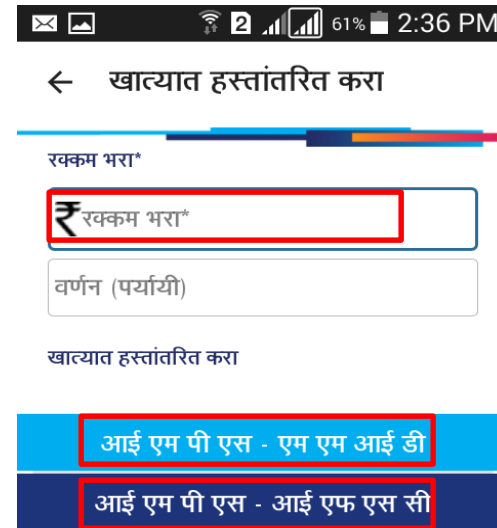 2 61% 2:36 PM
← खात्यात हस्तांतरित करा
रक्कम भरा*
₹ रक्कम भरा*
वर्णन (पर्यायी)
खात्यात हस्तांतरित करा
आई एम पी एस - एम एम आई डी
आई एम पी एस - आई एफ एस सी